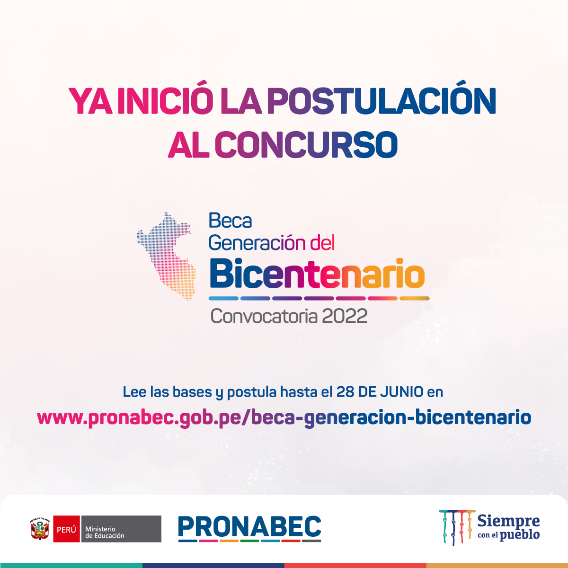 YA INICIÓ LA POSTULACIÓN
AL CONCURSO
Beca
Generación del
Bicentenario
Convocatoria 2022
Lee las bases y postula hasta el 28 DE JUNIO en
www.pronabec.gob.pe/beca-generacion-bicentenario
PERÚ
Ministerio
de Educación
PRONABEC
Siempre
con el pueblo